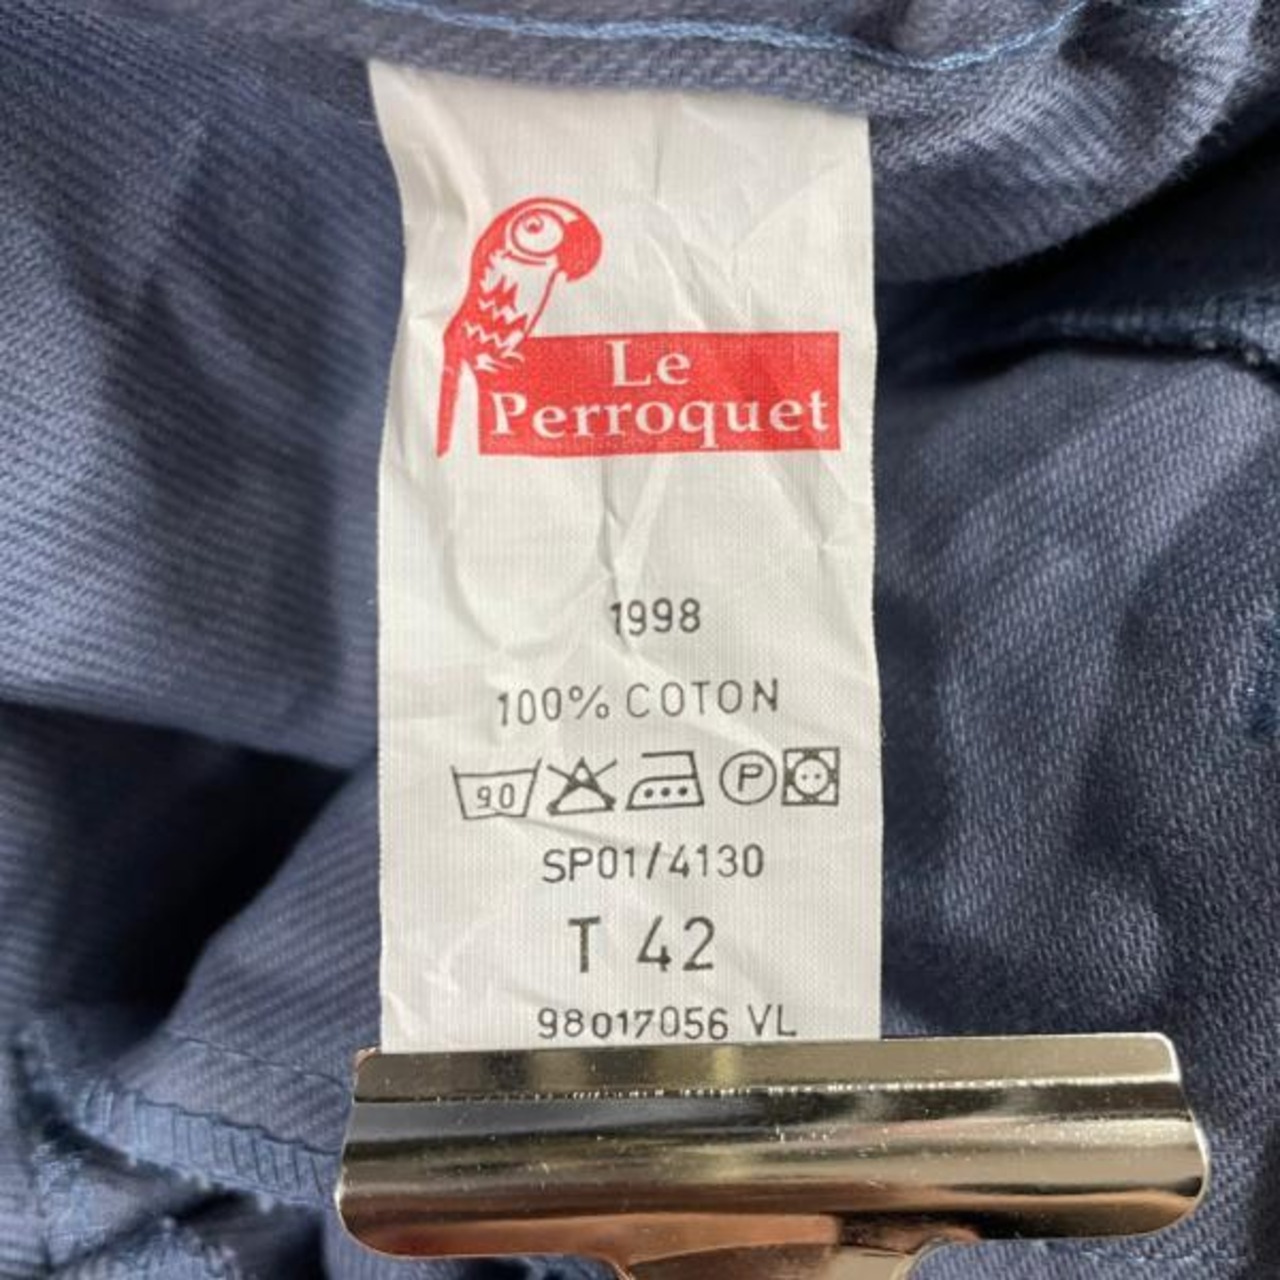 Le
Perroquet
1998
100% COTON
90 P
SP01/4130
T 42
98017056 VL